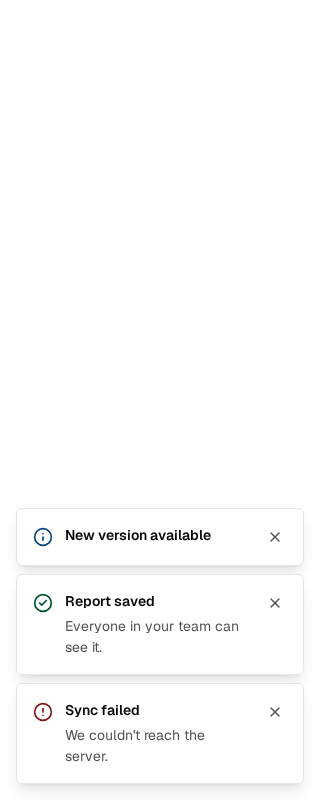 New version available
Report saved
Everyone in your team can
see it.
Sync failed
We couldn't reach the
server.